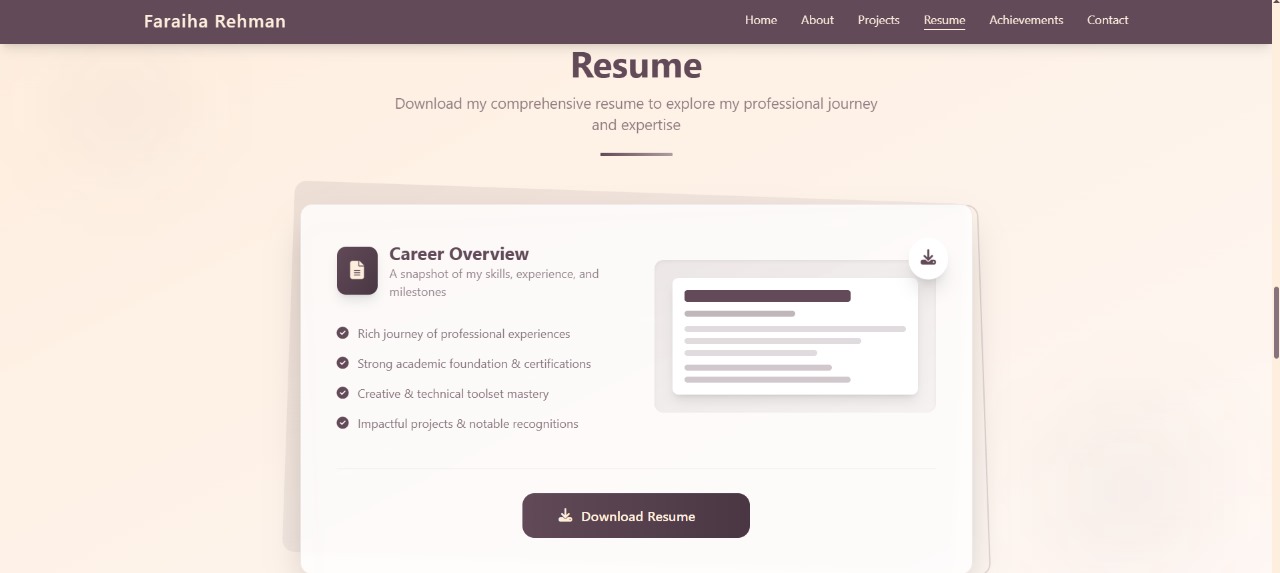 Faraiha Rehman
Home About Projects Resume Achievements Contact
Resume
Download my comprehensive resume to explore my professional journey
and expertise
Career Overview
A snapshot of my skills, experience, and
milestones
Rich journey of professional experiences
Strong academic foundation & certifications
Creative & technical toolset mastery
Impactful projects & notable recognitions
Download Resume